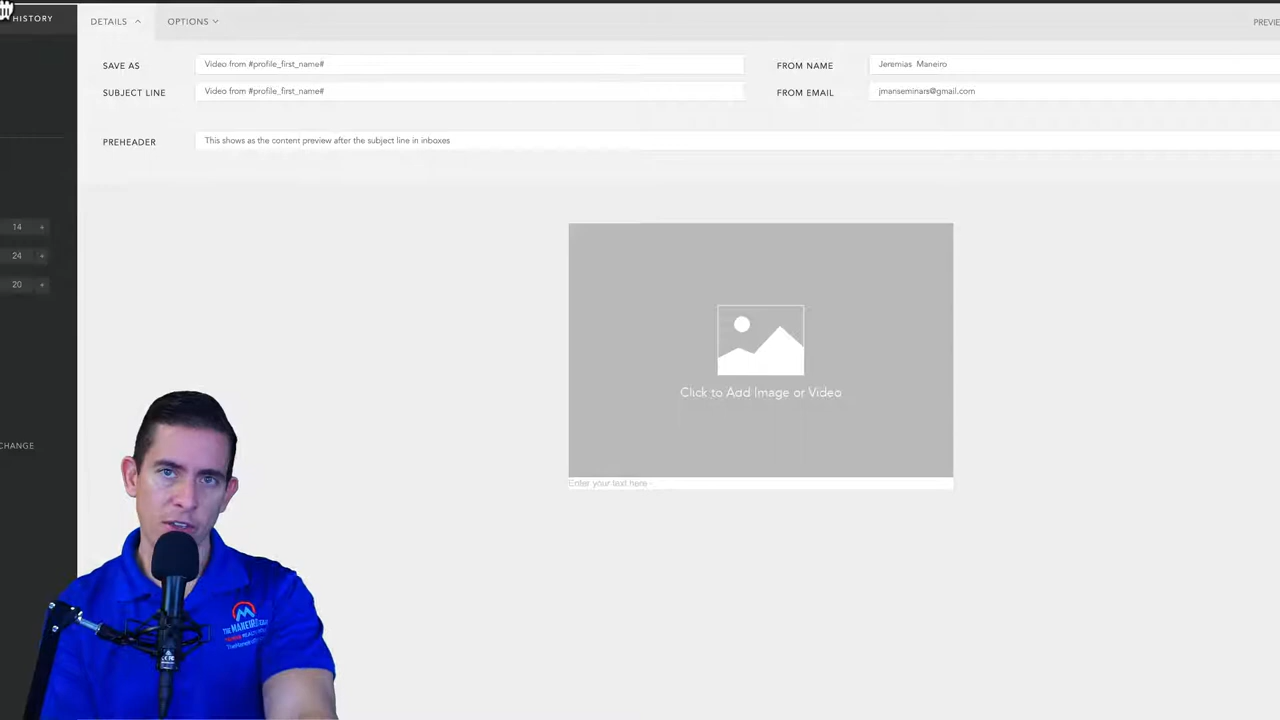 HISTORY
DETAILS
OPTIONS
PREVIE
SAVE AS
Video from #profile_first_name#
FROM NAME
Jeremias Maneiro
SUBJECT LINE
Video from #profile_first_name#
FROM EMAIL
jmanseminars@gmail.com
PREHEADER
This shows as the content preview after the subject line in inboxes
14 +
24 +
20 +
Click to Add Image or Video
CHANGE
Enter your text here -
THE MANEIRO